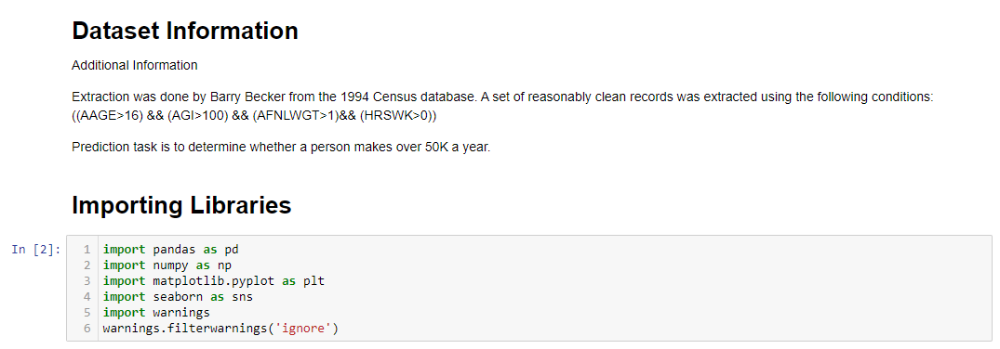 Dataset Information
Additional Information
Extraction was done by Barry Becker from the 1994 Census database. A set of reasonably clean records was extracted using the following conditions:
((AAGE>16) && (AGI>100) && (AFNLWGT>1)&& (HRSWK>0))
Prediction task is to determine whether a person makes over 50K a year.
Importing Libraries
In [2]: 1 import pandas as pd
2 import numpy as np
3 import matplotlib.pyplot as plt
4 import seaborn as sns
5 import warnings
6 warnings.filterwarnings('ignore')